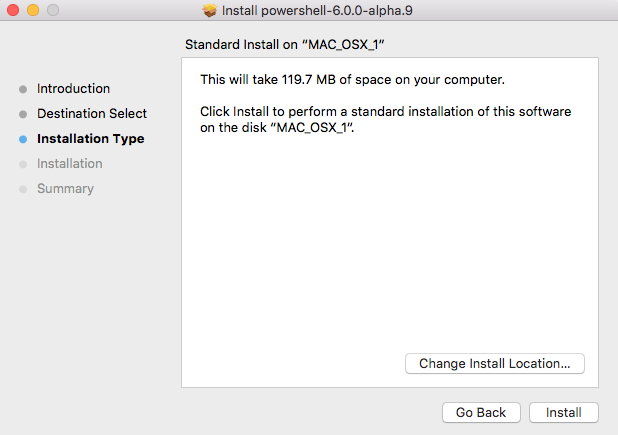 Install powershell-6.0.0-alpha.9
Standard Install on “MAC_OSX_1”
Introduction
Destination Select
Installation Type
Installation
Summary
This will take 119.7 MB of space on your computer.
Click Install to perform a standard installation of this software
on the disk “MAC_OSX_1”.
Change Install Location...
Go Back
Install